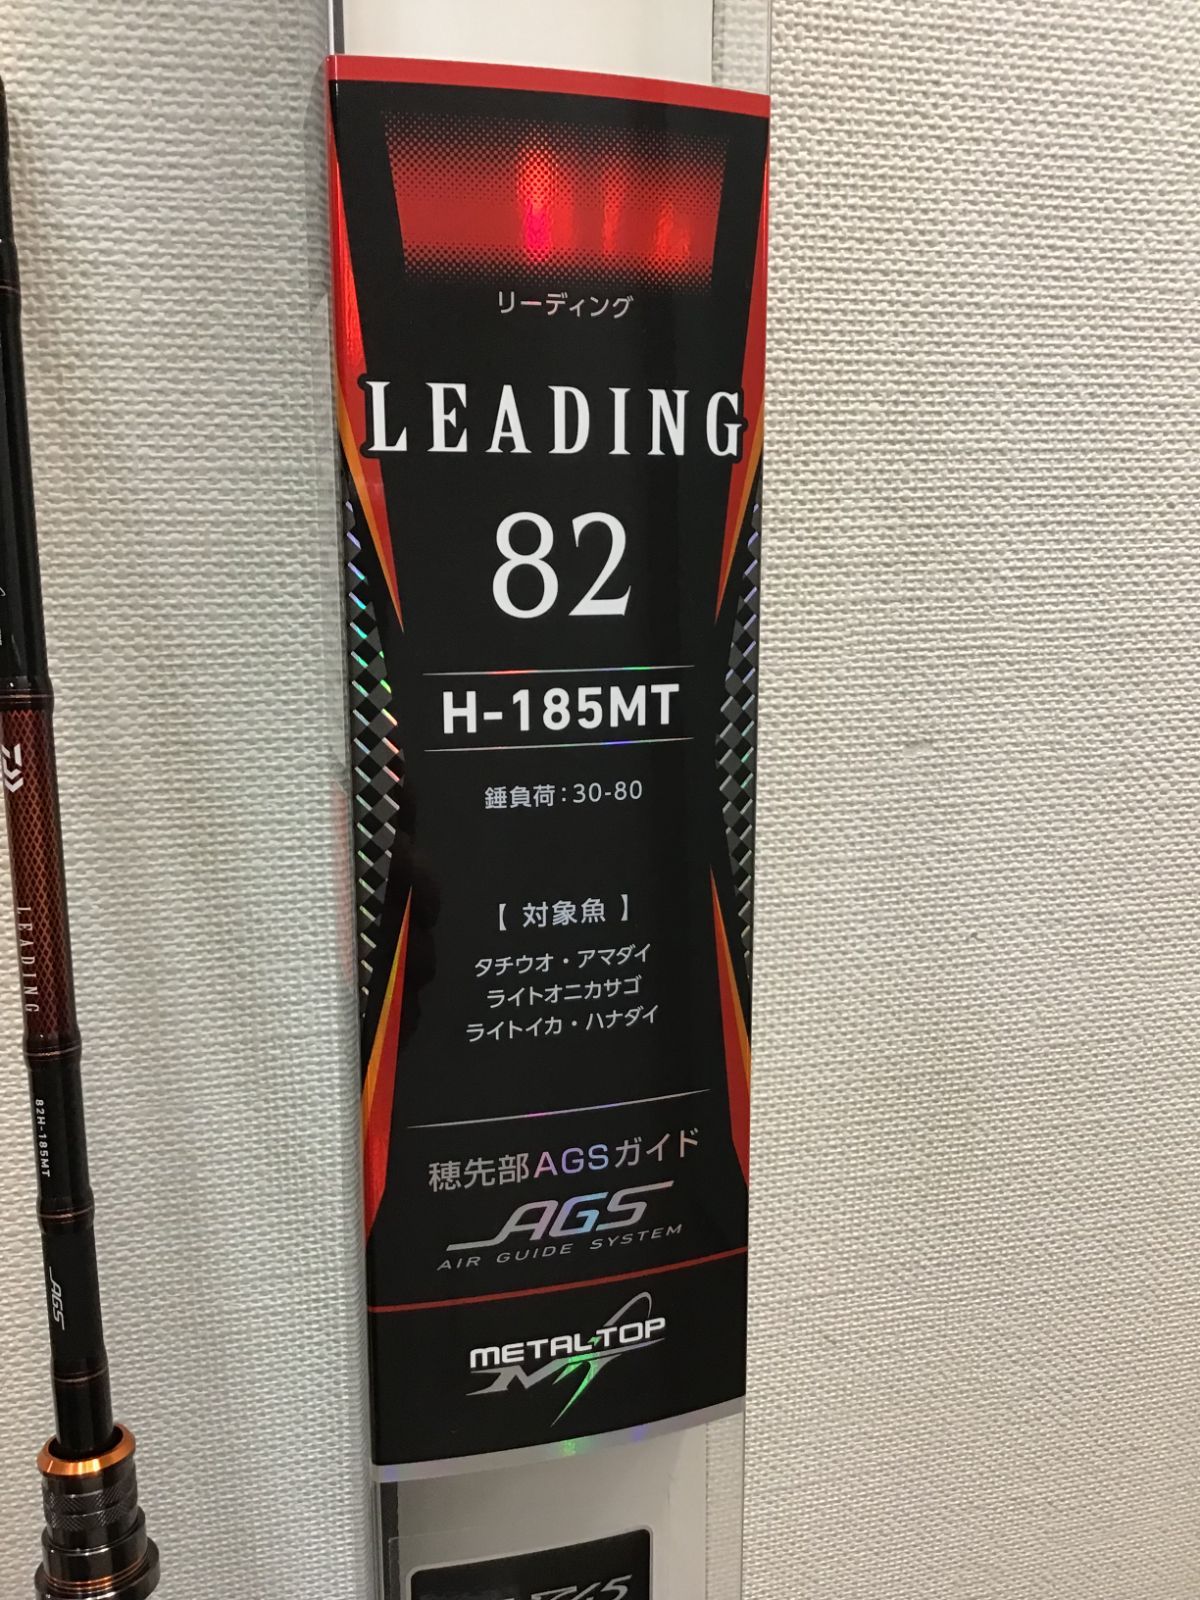 リーディング
LEADING
82
H-185MT
錘負荷：30-80
【 対象魚 】
タチウオ・アマダイ
ライトオニカサゴ
ライトイカ・ハナダイ
穂先部AGSガイド
AGS
AIR GUIDE SYSTEM
METAL TOP
MT
LEADING
82H-185MT
AGS